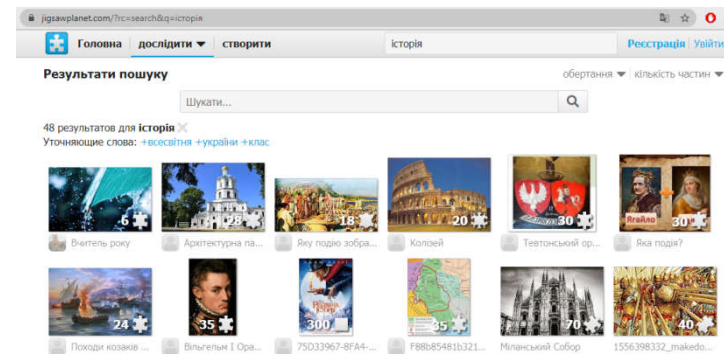 jigsawplanet.com/?rc=search&q=історія
Головна дослідити створити історія Реєстрація Увійти
Результати пошуку обертання кількість частин
Шукати...
48 результатов для історія
Уточняющие слова: +всесвітня +україни +клас
6 28 18 20 30 Ягайло 30
Вчитель року Архітектурна па... Яку подію зобра... Колізей Тевтонський ор... Яка подія?
24 35 300 35 70 40
Походи козаків ... Вільгельм I Ора... 75D33967-8FA4-... F88b85481b321... Міланський Собор 1556398332_makedo...